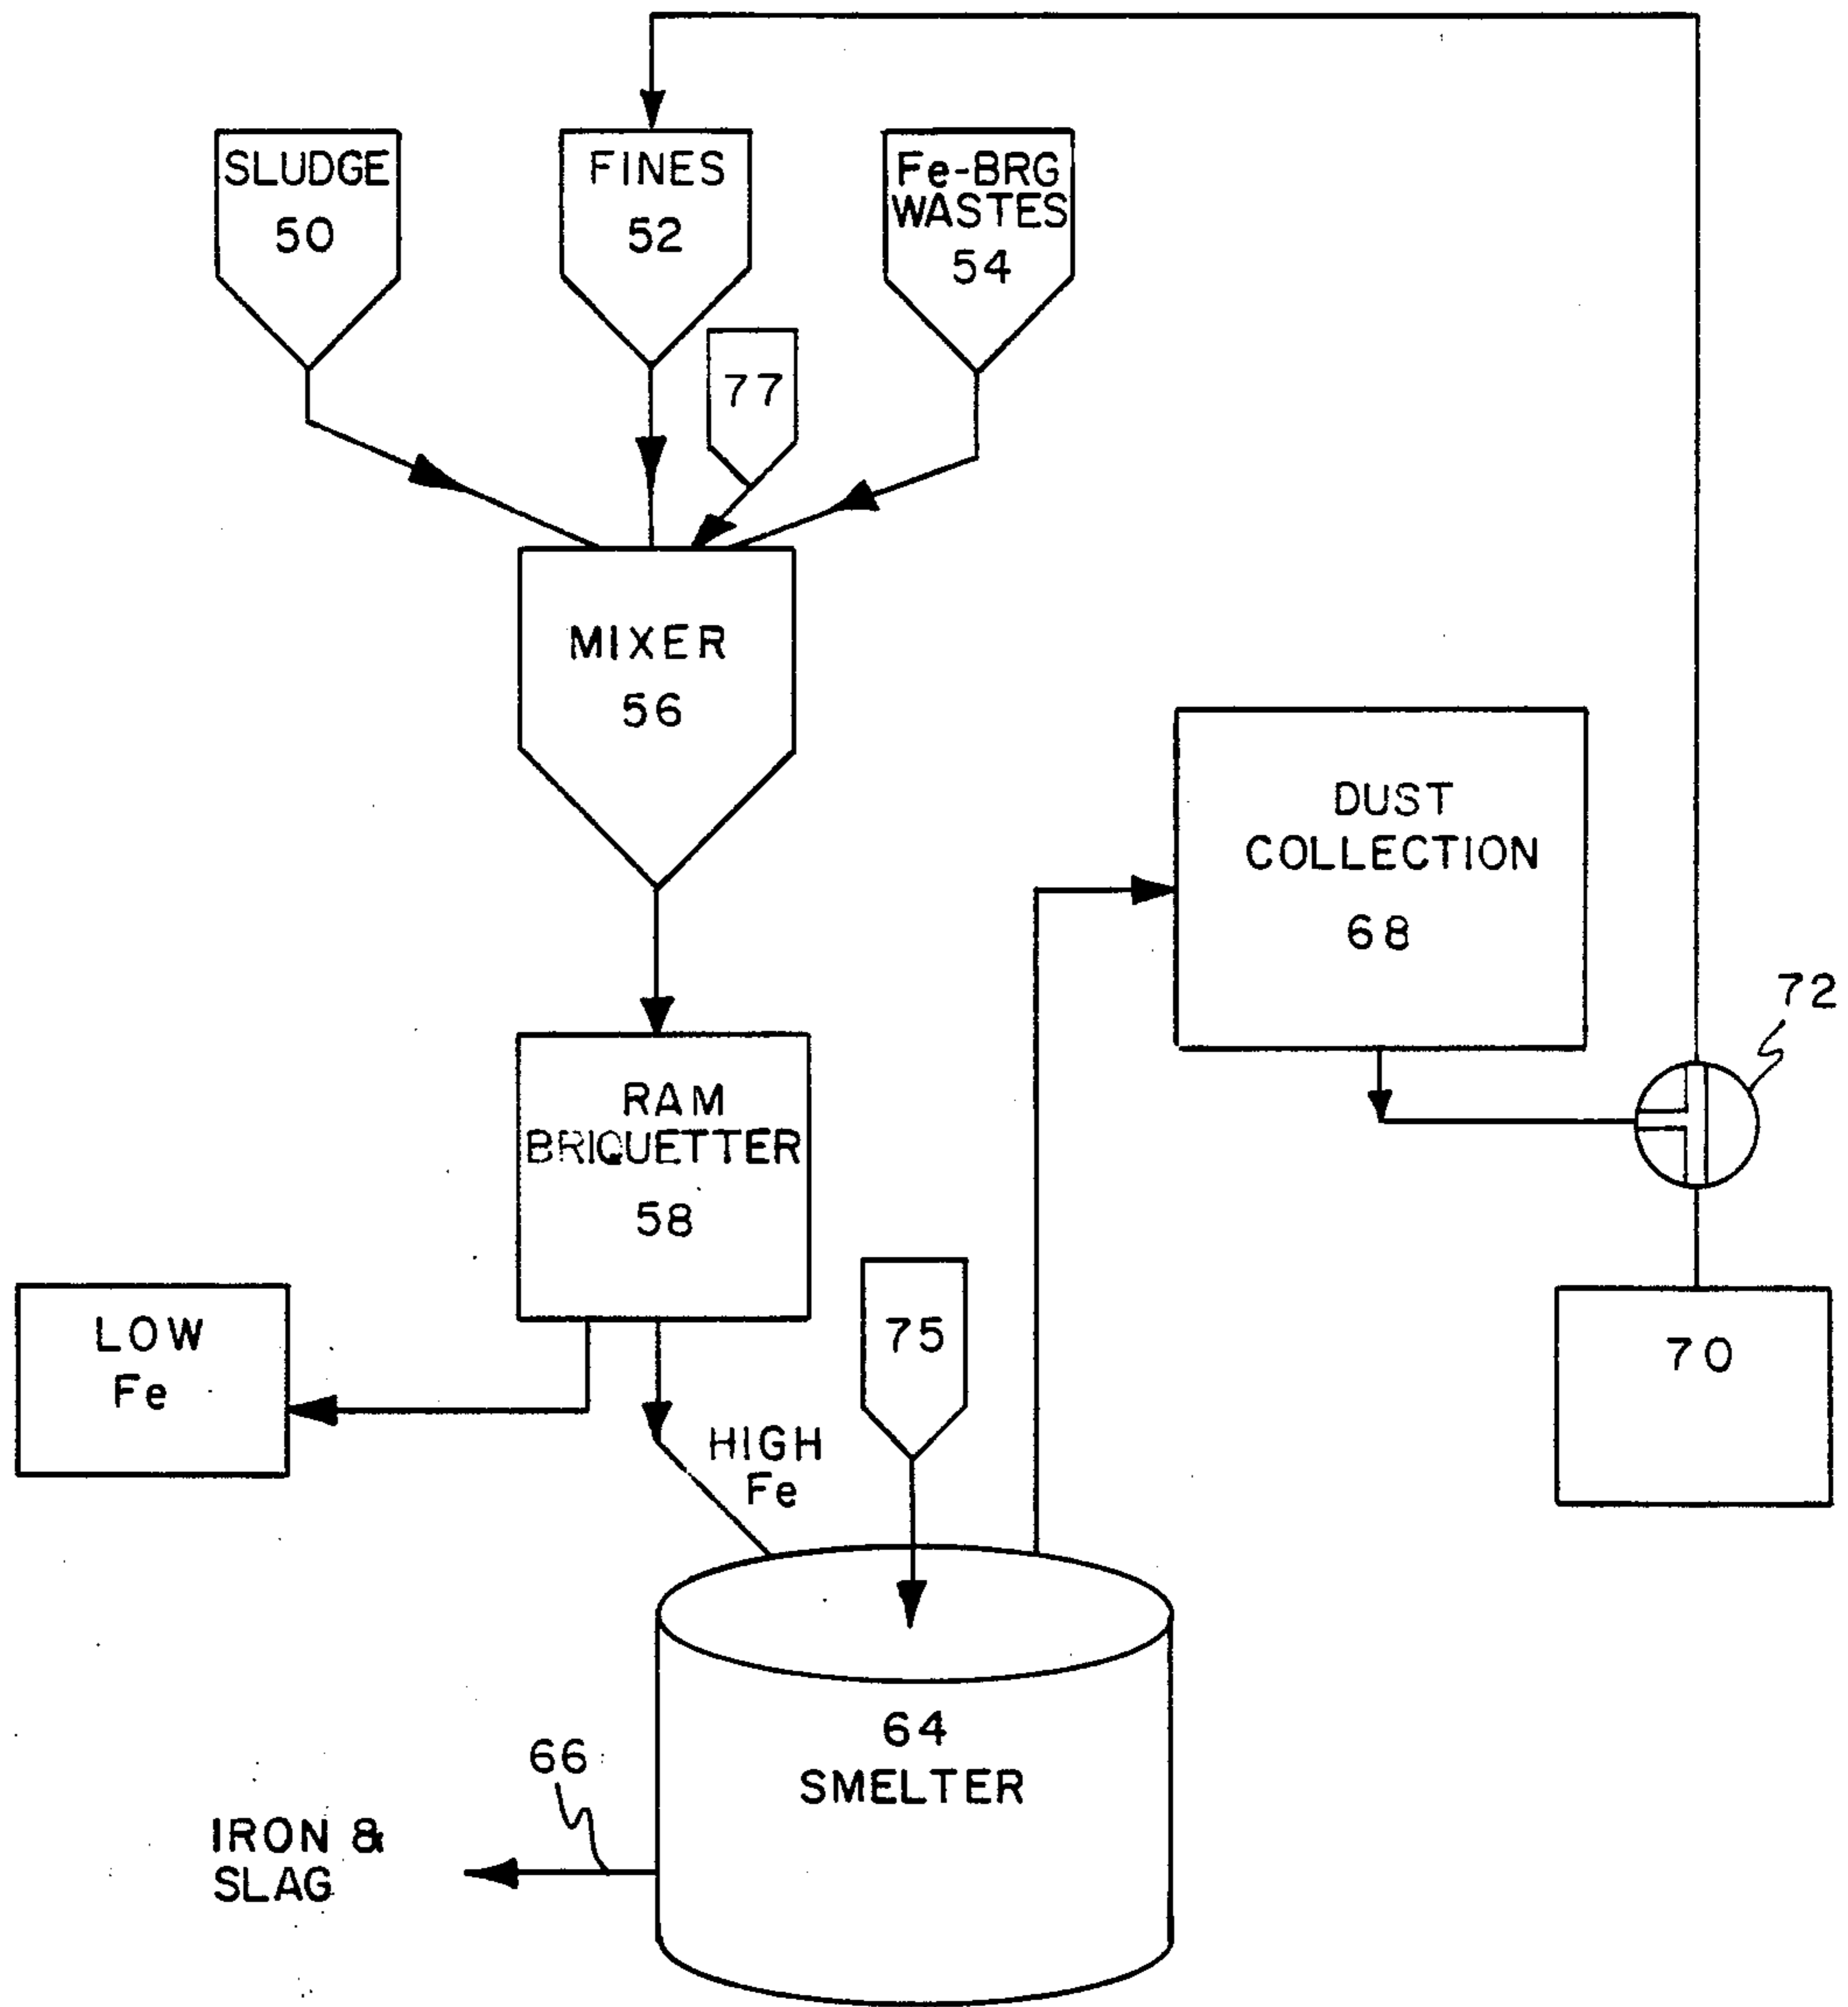 SLUDGE
50
FINES
52
Fe-BRG
WASTES
54
77
MIXER
56
DUST
COLLECTION
68
72
RAM
BRIQUETTER
58
LOW
Fe
HIGH
Fe
75
70
64
SMELTER
66
IRON &
SLAG